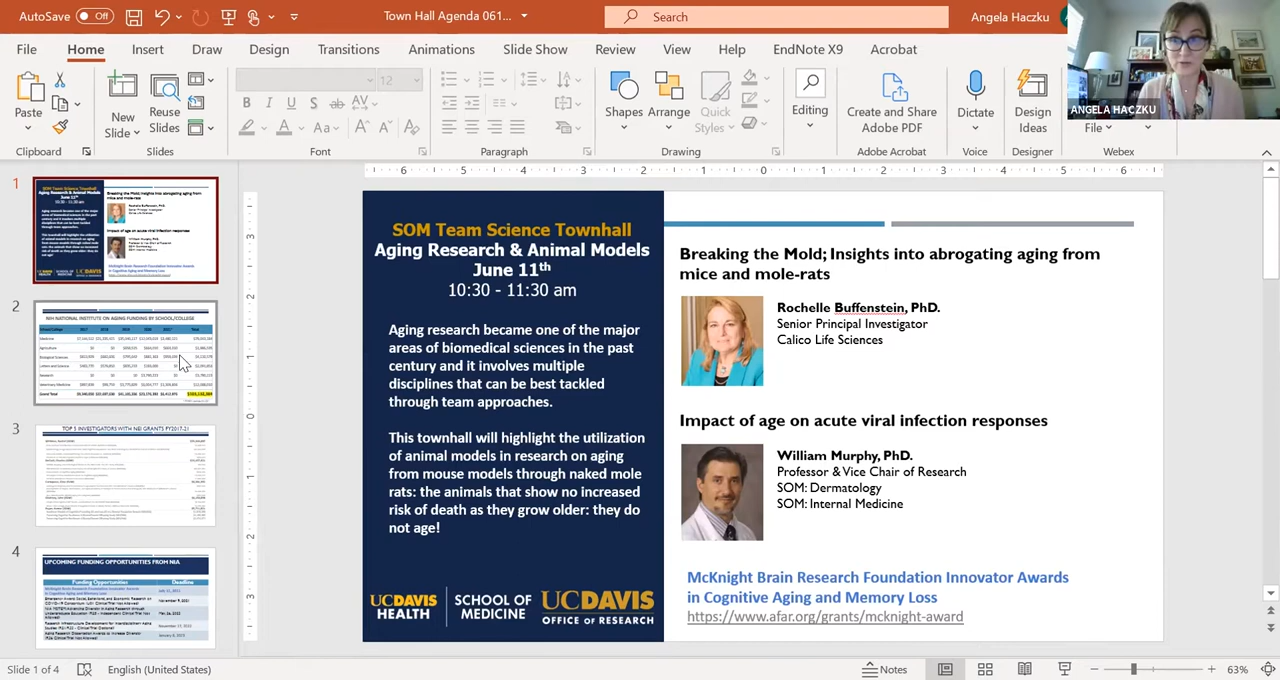 AutoSave Off Town Hall Agenda 061... Search Angela Haczku
File Home Insert Draw Design Transitions Animations Slide Show Review View Help EndNote X9 Acrobat
ANGELA HACZKU
Paste New Slide Reuse Slides 12 Shapes Arrange Quick Styles Editing Create and Share Adobe PDF Dictate Design Ideas File
Clipboard Slides Font Paragraph Drawing Adobe Acrobat Voice Designer Webex
1
2
NIH NATIONAL INSTITUTE ON AGING FUNDING BY SCHOOL/COLLEGE
3
TOP 5 INVESTIGATORS WITH NEI GRANTS FY2017-21
4
UPCOMING FUNDING OPPORTUNITIES FROM NIA
Funding Opportunities Deadline
SOM Team Science Townhall
Aging Research & Animal Models
June 11th
10:30 - 11:30 am
Aging research became one of the major
areas of biomedical sciences in the past
century and it involves multiple
disciplines that can be best tackled
through team approaches.
This townhall will highlight the utilization
of animal models in research on aging
from mouse models through naked mole
rats: the animals that show no increased
risk of death as they grow older: they do
not age!
UCDAVIS HEALTH SCHOOL OF MEDICINE UCDAVIS OFFICE OF RESEARCH
Breaking the Mold: Insights into abrogating aging from
mice and mole-rats
Rochelle Buffenstein, PhD.
Senior Principal Investigator
Calico Life Sciences
Impact of age on acute viral infection responses
William Murphy, PhD.
Professor & Vice Chair of Research
SOM Dermatology
SOM Internal Medicine
McKnight Brain Research Foundation Innovator Awards
in Cognitive Aging and Memory Loss
https://www.afar.org/grants/mcknight-award
Slide 1 of 4 English (United States) Notes 63%